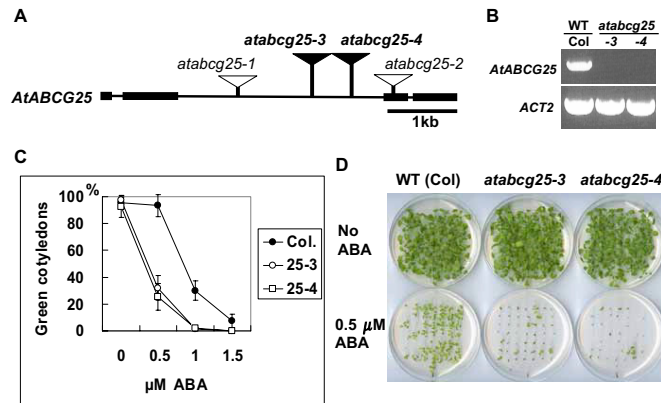 A
atabcg25-3 atabcg25-4
atabcg25-1 atabcg25-2
AtABCG25
1kb
B
WT atabcg25
Col -3 -4
AtABCG25
ACT2
C
%
100
80
60
40
20
0
Green cotyledons
0 0.5 1 1.5
µM ABA
Col.
25-3
25-4
D
WT (Col) atabcg25-3 atabcg25-4
No
ABA
0.5 µM
ABA